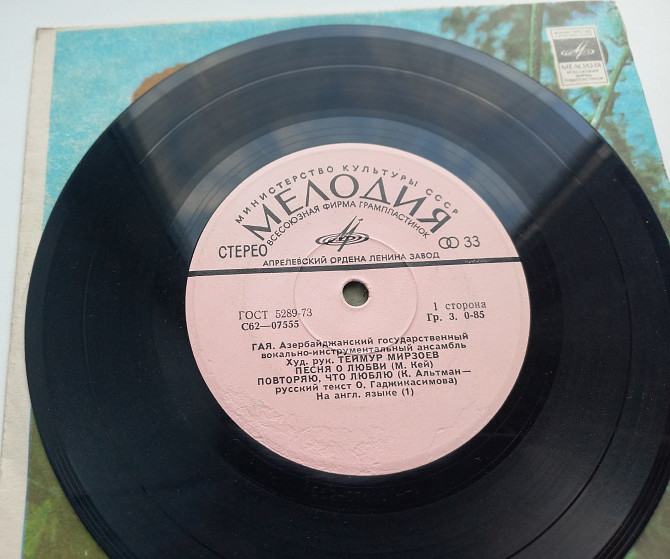 МИНИСТЕРСТВО КУЛЬТУРЫ СССР
МЕЛОДИЯ
ВСЕСОЮЗНАЯ ФИРМА ГРАМПЛАСТИНОК
СТЕРЕО
33
АПРЕЛЕВСКИЙ ОРДЕНА ЛЕНИНА ЗАВОД
ГОСТ 5289-73
С62—07555
1 сторона
Гр. 3. 0-85
ГАЯ. Азербайджанский государственный
вокально-инструментальный ансамбль
Худ. рук. ТЕЙМУР МИРЗОЕВ
ПЕСНЯ О ЛЮБВИ (М. Кей)
ПОВТОРЯЮ, ЧТО ЛЮБЛЮ (К. Альтман—
русский текст О. Гаджикасимова)
На англ. языке (1)
МЕЛОДИЯ